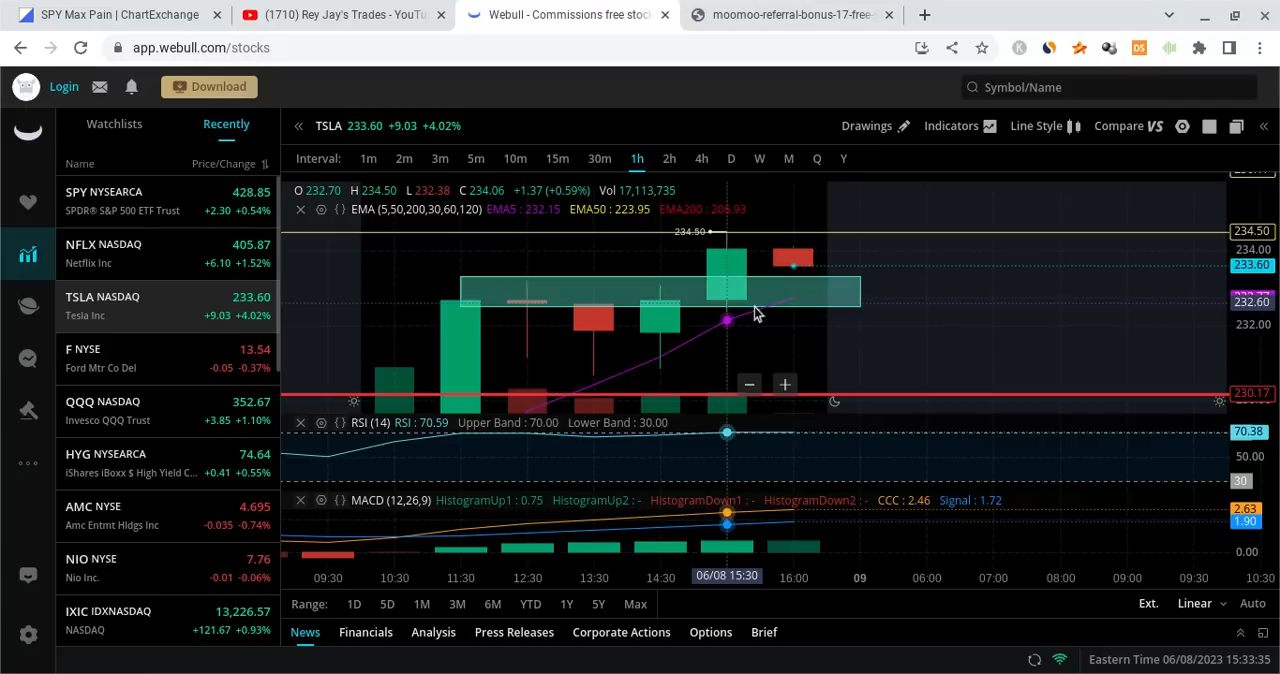 SPY Max Pain | ChartExchange
(1710) Rey Jay's Trades - YouTu
Webull - Commissions free stoc
moomoo-referral-bonus-17-free-
app.webull.com/stocks
Login
Download
Symbol/Name
Watchlists
Recently
Name
Price/Change
SPY NYSEARCA 428.85
SPDR® S&P 500 ETF Trust +2.30 +0.54%
NFLX NASDAQ 405.87
Netflix Inc +6.10 +1.52%
TSLA NASDAQ 233.60
Tesla Inc +9.03 +4.02%
F NYSE 13.54
Ford Mtr Co Del -0.05 -0.37%
QQQ NASDAQ 352.67
Invesco QQQ Trust +3.85 +1.10%
HYG NYSEARCA 74.64
iShares iBoxx $ High Yield C... +0.41 +0.55%
AMC NYSE 4.695
Amc Entmt Hldgs Inc -0.035 -0.74%
NIO NYSE 7.76
Nio Inc. -0.01 -0.06%
IXIC IDXNASDAQ 13,226.57
NASDAQ +121.67 +0.93%
TSLA 233.60 +9.03 +4.02%
Drawings Indicators Line Style Compare VS
Interval: 1m 2m 3m 5m 10m 15m 30m 1h 2h 4h D W M Q Y
O 232.70 H 234.50 L 232.38 C 234.06 +1.37 (+0.59%) Vol 17,113,735
EMA (5,50,200,30,60,120) EMA5 : 232.15 EMA50 : 223.95 EMA200 : 206.93
234.50
234.50
234.00
233.60
232.60
232.00
230.17
RSI (14) RSI : 70.59 Upper Band : 70.00 Lower Band : 30.00
70.38
50.00
30
MACD (12,26,9) HistogramUp1 : 0.75 HistogramUp2 : - HistogramDown1 : - HistogramDown2 : - CCC : 2.46 Signal : 1.72
2.63
1.90
0.00
09:30 10:30 11:30 12:30 13:30 14:30 06/08 15:30 16:00 09 06:00 07:00 08:00 09:00 09:30 10:30
Range: 1D 5D 1M 3M 6M YTD 1Y 5Y Max
Ext. Linear Auto
News Financials Analysis Press Releases Corporate Actions Options Brief
Eastern Time 06/08/2023 15:33:35